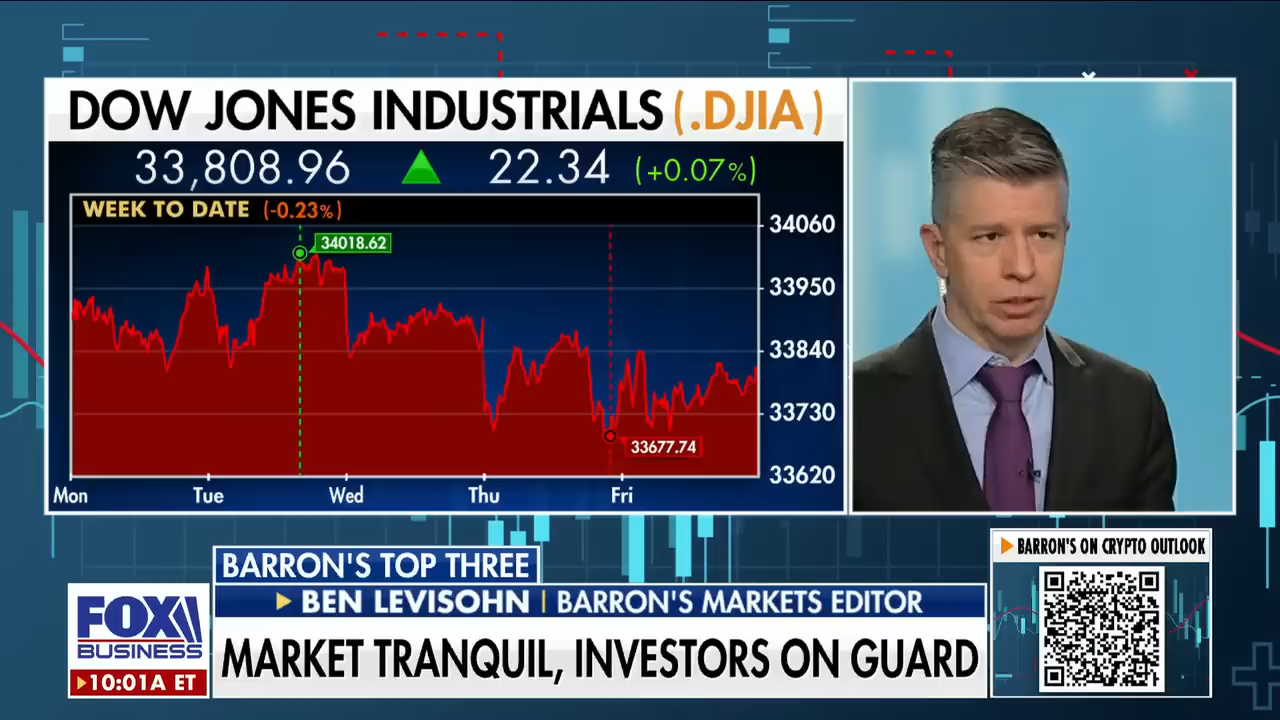 DOW JONES INDUSTRIALS (.DJIA)
33,808.96 22.34 (+0.07%)
WEEK TO DATE (-0.23%)
34060
34018.62
33950
33840
33730
33677.74
33620
Mon Tue Wed Thu Fri
BARRON'S ON CRYPTO OUTLOOK
BARRON'S TOP THREE
BEN LEVISOHN | BARRON'S MARKETS EDITOR
MARKET TRANQUIL, INVESTORS ON GUARD
FOX
BUSINESS
10:01A ET